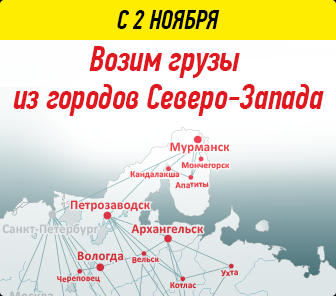 С 2 НОЯБРЯ
Возим грузы
из городов Северо-Запада
Мурманск
Мончегорск
Кандалакша
Апатиты
Петрозаводск
Санкт-Петербург
Архангельск
Вологда
Вельск
Череповец
Ухта
Котлас
Москва